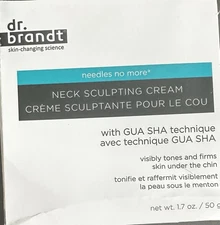 dr.
brandt
skin-changing science
needles no more*
NECK SCULPTING CREAM
CRÈME SCULPTANTE POUR LE COU
with GUA SHA technique
avec technique GUA SHA
visibly tones and firms
skin under the chin
tonifie et raffermit visiblement
la peau sous le menton
net wt. 1.7 oz. / 50 g